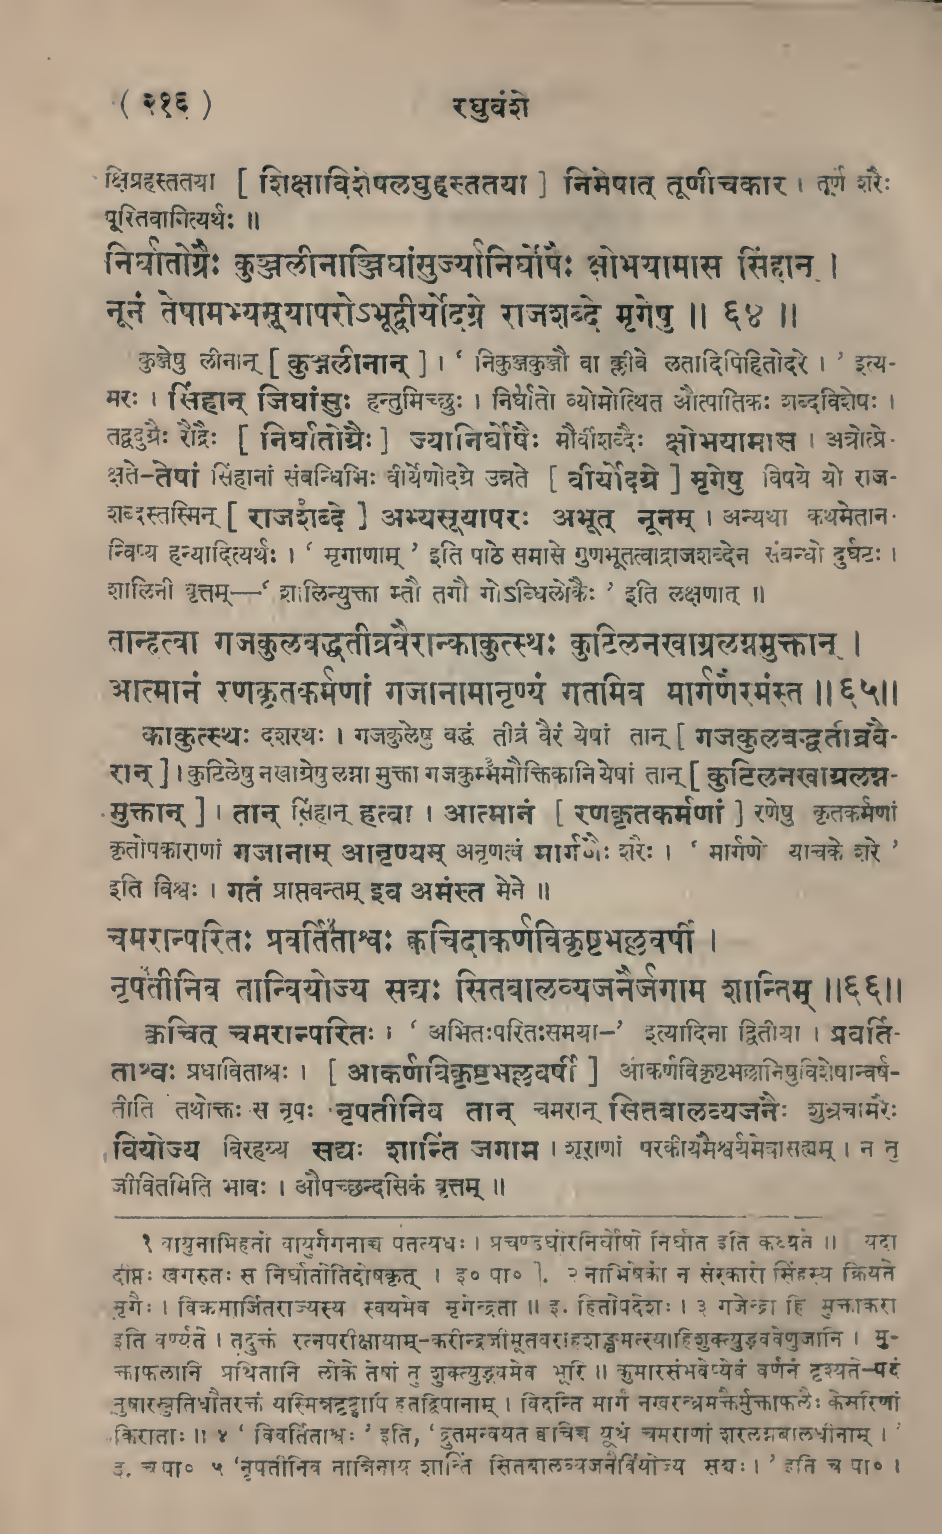 ( २१६ )
रघुवंशे
क्षिप्रहस्ततया [ शिक्षाविशेषलघुहस्ततया ] निमेषात् तूणीचकार । तूर्णं शरैः
पूरितवानित्यर्थः ॥
निर्घातोग्रैः कुञ्जलीनाञ्जिघांसुर्ज्यानिर्घोषैः क्षोभयामास सिंहान् ।
नूनं तेषामभ्यसूयापरोऽभूद्वीर्योदग्रे राजशब्दे मृगेषु ॥ ६४ ॥
कुञ्जेषु लीनान् [ कुञ्जलीनान् ] । ‘ निकुञ्जकुञ्जौ वा क्लीबे लतादिपिहितोदरे । ’ इत्य-
मरः । सिंहान् जिघांसुः हन्तुमिच्छुः । निर्घातो व्योमोत्थित औत्पातिकः शब्दविशेषः ।
तद्वदुग्रैः रौद्रैः [ निर्घातोग्रैः ] ज्यानिर्घोषैः मौर्वीशब्दैः क्षोभयामास । अत्रोत्प्रे-
क्षते–तेषां सिंहानां संबन्धिभिः वीर्येणोदग्रे उन्नते [ वीर्योदग्रे ] मृगेषु विषये यो राज-
शब्दस्तस्मिन् [ राजशब्दे ] अभ्यसूयापरः अभूत् नूनम् । अन्यथा कथमेतान-
न्विष्य हन्यादित्यर्थः । ‘ मृगाणाम् ’ इति पाठे समासे गुणभूतत्वाद्राजशब्देन संबन्धो दुर्घटः ।
शालिनी वृत्तम्—‘ शालिन्युक्ता म्तौ तगौ गोऽब्धिलोकैः ’ इति लक्षणात् ॥
तान्हत्वा गजकुलबद्धतीव्रवैरान्काकुत्स्थः कुटिलनखाग्रलग्नमुक्तान् ।
आत्मानं रणकृतकर्मणां गजानामानृण्यं गतमिव मार्गणैरमंस्त ॥६५॥
काकुत्स्थः दशरथः । गजकुलेषु बद्धं तीव्रं वैरं येषां तान् [ गजकुलबद्धतीव्रवै-
रान् ] । कुटिलेषु नखाग्रेषु लग्ना मुक्ता गजकुम्भमौक्तिकानि येषां तान् [ कुटिलनखाग्रलग्न-
मुक्तान् ] । तान् सिंहान् हत्वा । आत्मानं [ रणकृतकर्मणां ] रणेषु कृतकर्मणां
कृतोपकाराणां गजानाम् आनृण्यम् अनृणत्वं मार्गणैः शरैः । ‘ मार्गणो याचके शरे ’
इति विश्वः । गतं प्राप्तवन्तम् इव अमंस्त मेने ॥
चमरान्परितः प्रवर्तिताश्वः क्वचिदाकर्णविकृष्टभल्लवर्षी ।
नृपतीनिव तान्वियोज्य सद्यः सितबालव्यजनैर्जगाम शान्तिम् ॥६६॥
क्वचित् चमरान्परितः । ‘ अभितःपरितःसमया–’ इत्यादिना द्वितीया । प्रवर्ति-
ताश्वः प्रधाविताश्वः । [ आकर्णविकृष्टभल्लवर्षी ] आकर्णविकृष्टभल्लानिषुविशेषान्वर्ष-
तीति तथोक्तः स नृपः नृपतीनिव तान् चमरान् सितबालव्यजनैः शुभ्रचामरैः
वियोज्य विरहय्य सद्यः शान्तिं जगाम । शूराणां परकीयमैश्वर्यमेवासह्यम् । न तु
जीवितमिति भावः । औपच्छन्दसिकं वृत्तम् ॥
१ वायुनाभिहतो वायुर्गगनाच्च पतत्यधः । प्रचण्डघोरनिर्घोषो निर्घात इति कथ्यते ॥ यदा
दीप्तः खगरुतः स निर्घातोतिदोषकृत् । इ० पा० ]. २ नाभिषेको न संस्कारो सिंहस्य क्रियते
मृगैः । विक्रमार्जितराज्यस्य स्वयमेव मृगेन्द्रता ॥ इ. हितोपदेशः । ३ गजेन्द्रा हि मुक्ताकरा
इति वर्ण्यते । तदुक्तं रत्नपरीक्षायाम्–करीन्द्रजीमूतवराहशङ्खमत्स्याहिशुक्त्युद्भववेणुजानि । मु-
क्ताफलानि प्रथितानि लोके तेषां तु शुक्त्युद्भवमेव भूरि ॥ कुमारसंभवेप्येवं वर्णनं दृश्यते–पदं
तुषारस्रुतिधौतरक्तं यस्मिन्नदृष्ट्वापि हतद्विपानाम् । विदन्ति मार्गं नखरन्ध्रमुक्तैर्मुक्ताफलैः केसरिणां
किराताः ॥ ४ ‘ विवर्तिताश्वः ’ इति, ‘ द्रुतमन्वयत क्वचिच्च यूथं चमराणां शरलग्नबालधीनाम् । ’
इ. च पा० ५ ‘नृपतीनिव नान्निनाय शान्तिं सितबालव्यजनैर्वियोज्य सद्यः । ’ इति च पा० ।